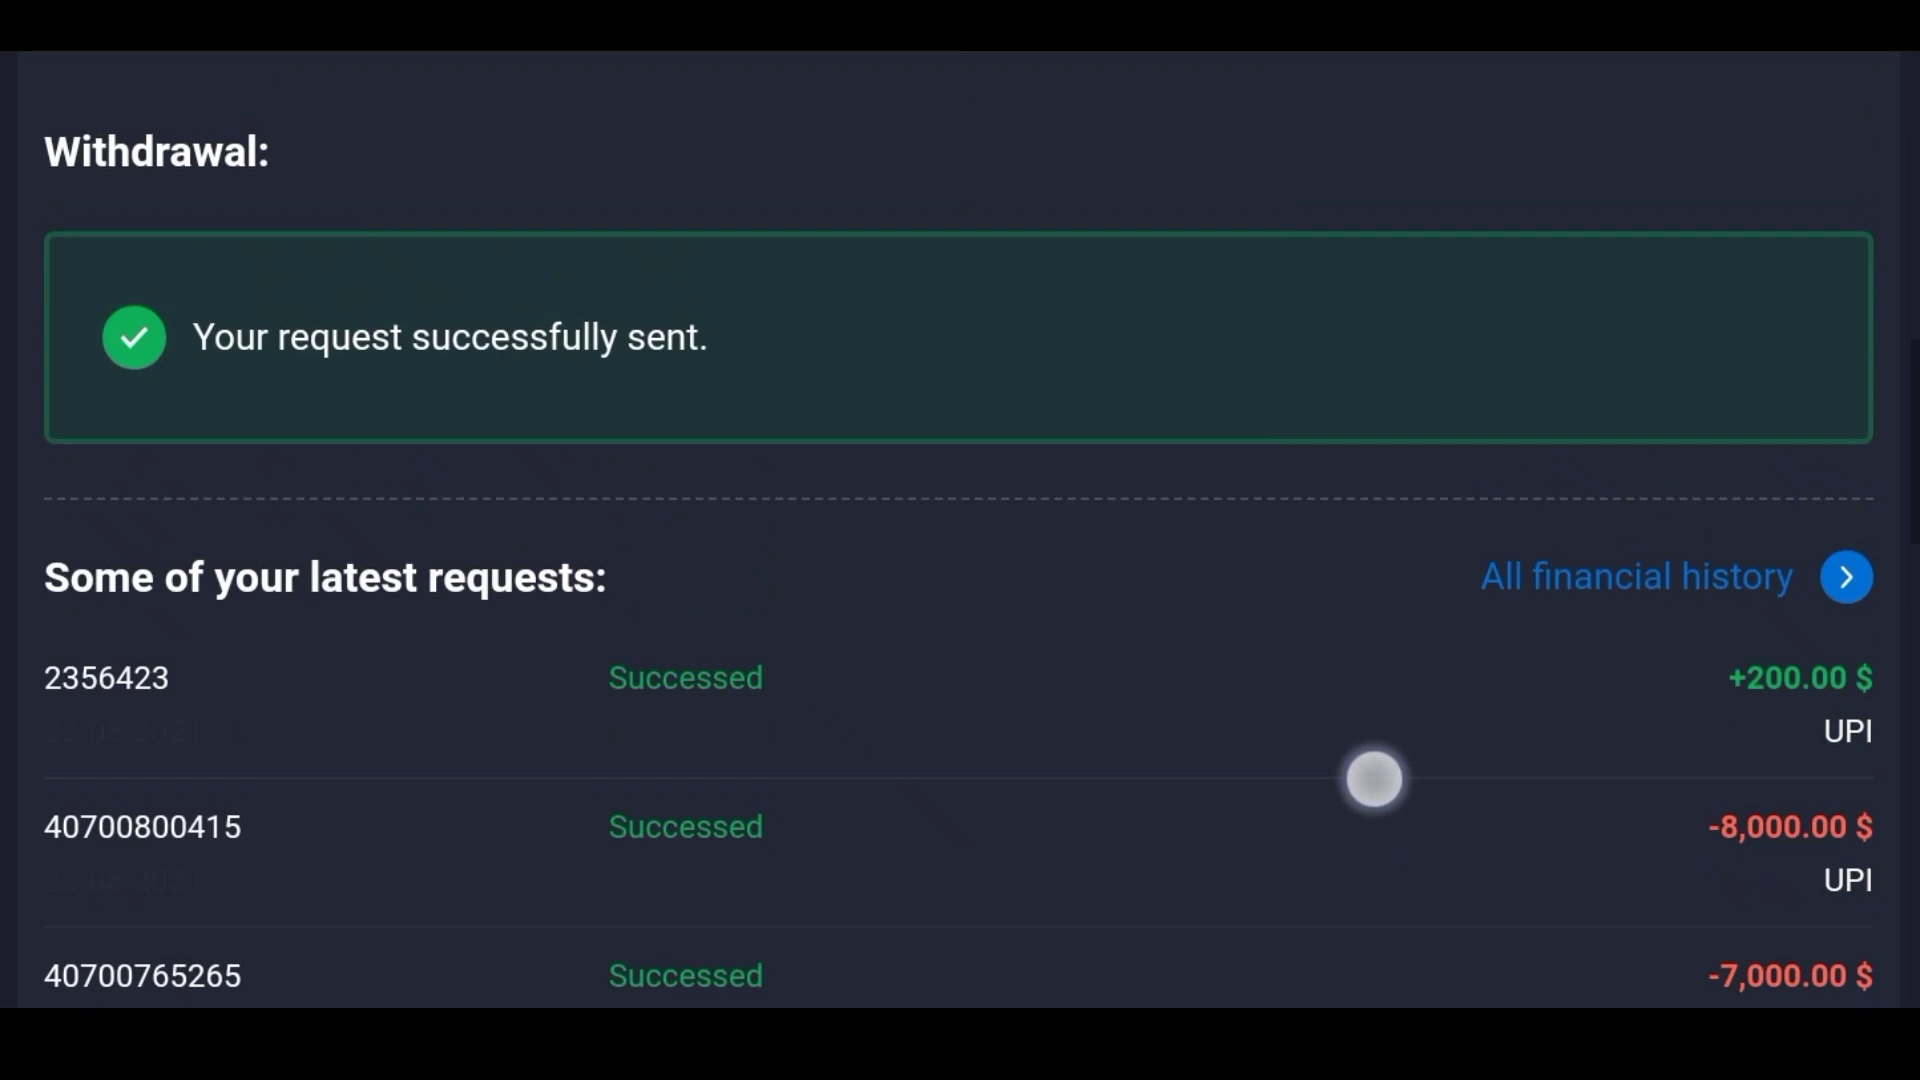 Withdrawal:
Your request successfully sent.
Some of your latest requests:
All financial history
2356423 Successed +200.00 $
UPI
40700800415 Successed -8,000.00 $
UPI
40700765265 Successed -7,000.00 $